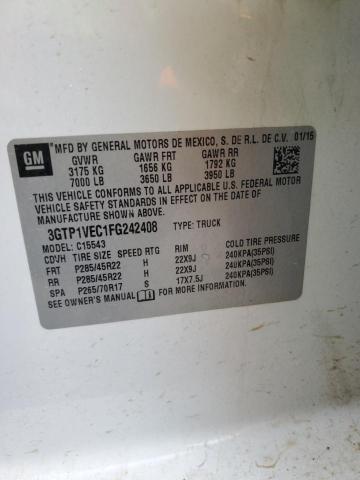 GM
MFD BY GENERAL MOTORS DE MEXICO, S. DE R.L. DE C.V. 01/15
GVWR GAWR FRT GAWR RR
3175 KG 1656 KG 1792 KG
7000 LB 3650 LB 3950 LB
THIS VEHICLE CONFORMS TO ALL APPLICABLE U.S. FEDERAL MOTOR
VEHICLE SAFETY STANDARDS IN EFFECT ON THE DATE OF
MANUFACTURE SHOWN ABOVE.
3GTP1VEC1FG242408 TYPE: TRUCK
MODEL: C15543
TIRE SIZE SPEED RTG RIM COLD TIRE PRESSURE
FRT P285/45R22 H 22X9J 240KPA(35PSI)
RR P285/45R22 H 22X9J 240KPA(35PSI)
SPA P265/70R17 S 17X7.5J 240KPA(35PSI)
SEE OWNER'S MANUAL FOR MORE INFORMATION